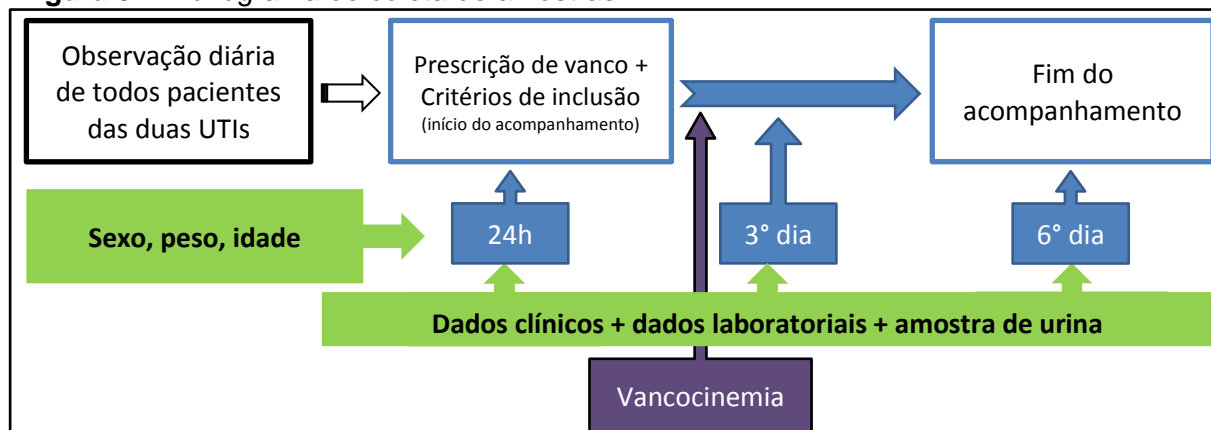 Observação diária
de todos pacientes
das duas UTIs
Prescrição de vanco +
Critérios de inclusão
(início do acompanhamento)
Fim do
acompanhamento
Sexo, peso, idade
24h
3° dia
6° dia
Dados clínicos + dados laboratoriais + amostra de urina
Vancocinemia